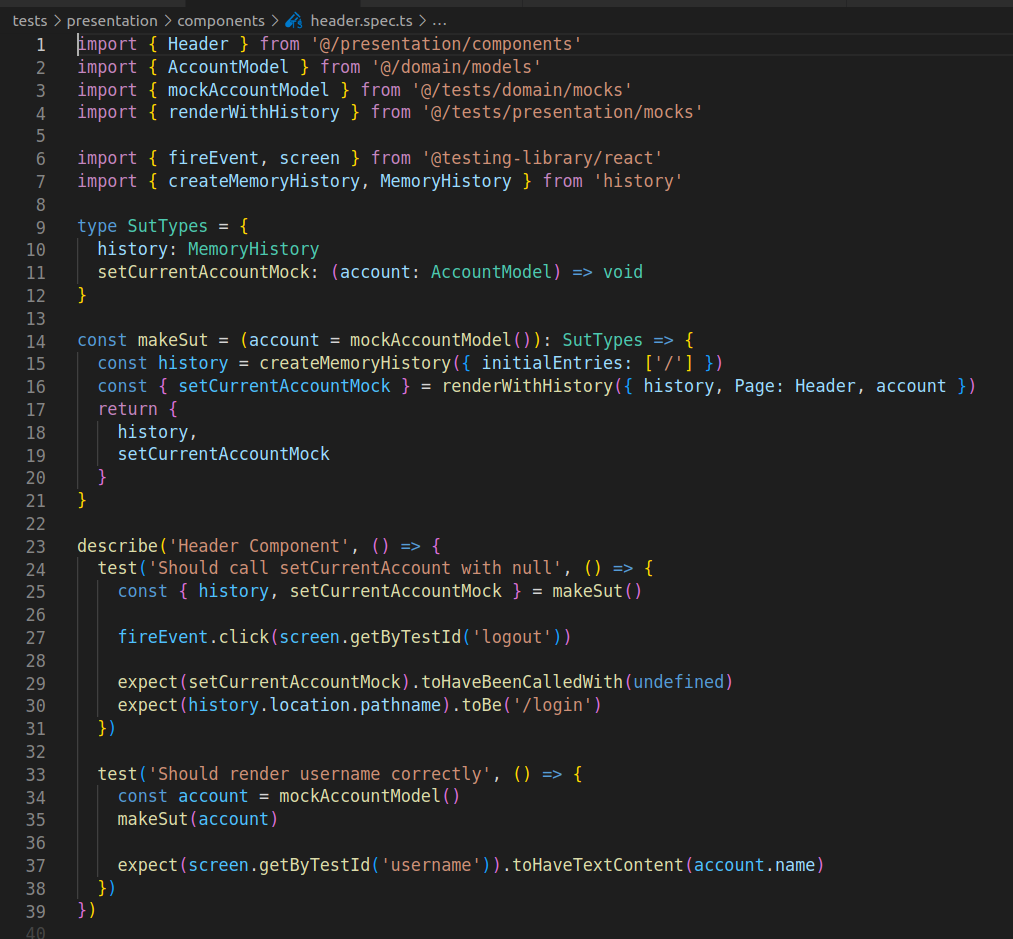 tests > presentation > components > header.spec.ts > ...
1 import { Header } from '@/presentation/components'
2 import { AccountModel } from '@/domain/models'
3 import { mockAccountModel } from '@/tests/domain/mocks'
4 import { renderWithHistory } from '@/tests/presentation/mocks'
5
6 import { fireEvent, screen } from '@testing-library/react'
7 import { createMemoryHistory, MemoryHistory } from 'history'
8
9 type SutTypes = {
10   history: MemoryHistory
11   setCurrentAccountMock: (account: AccountModel) => void
12 }
13
14 const makeSut = (account = mockAccountModel()): SutTypes => {
15   const history = createMemoryHistory({ initialEntries: ['/'] })
16   const { setCurrentAccountMock } = renderWithHistory({ history, Page: Header, account })
17   return {
18     history,
19     setCurrentAccountMock
20   }
21 }
22
23 describe('Header Component', () => {
24   test('Should call setCurrentAccount with null', () => {
25     const { history, setCurrentAccountMock } = makeSut()
26
27     fireEvent.click(screen.getByTestId('logout'))
28
29     expect(setCurrentAccountMock).toHaveBeenCalledWith(undefined)
30     expect(history.location.pathname).toBe('/login')
31   })
32
33   test('Should render username correctly', () => {
34     const account = mockAccountModel()
35     makeSut(account)
36
37     expect(screen.getByTestId('username')).toHaveTextContent(account.name)
38   })
39 })
40